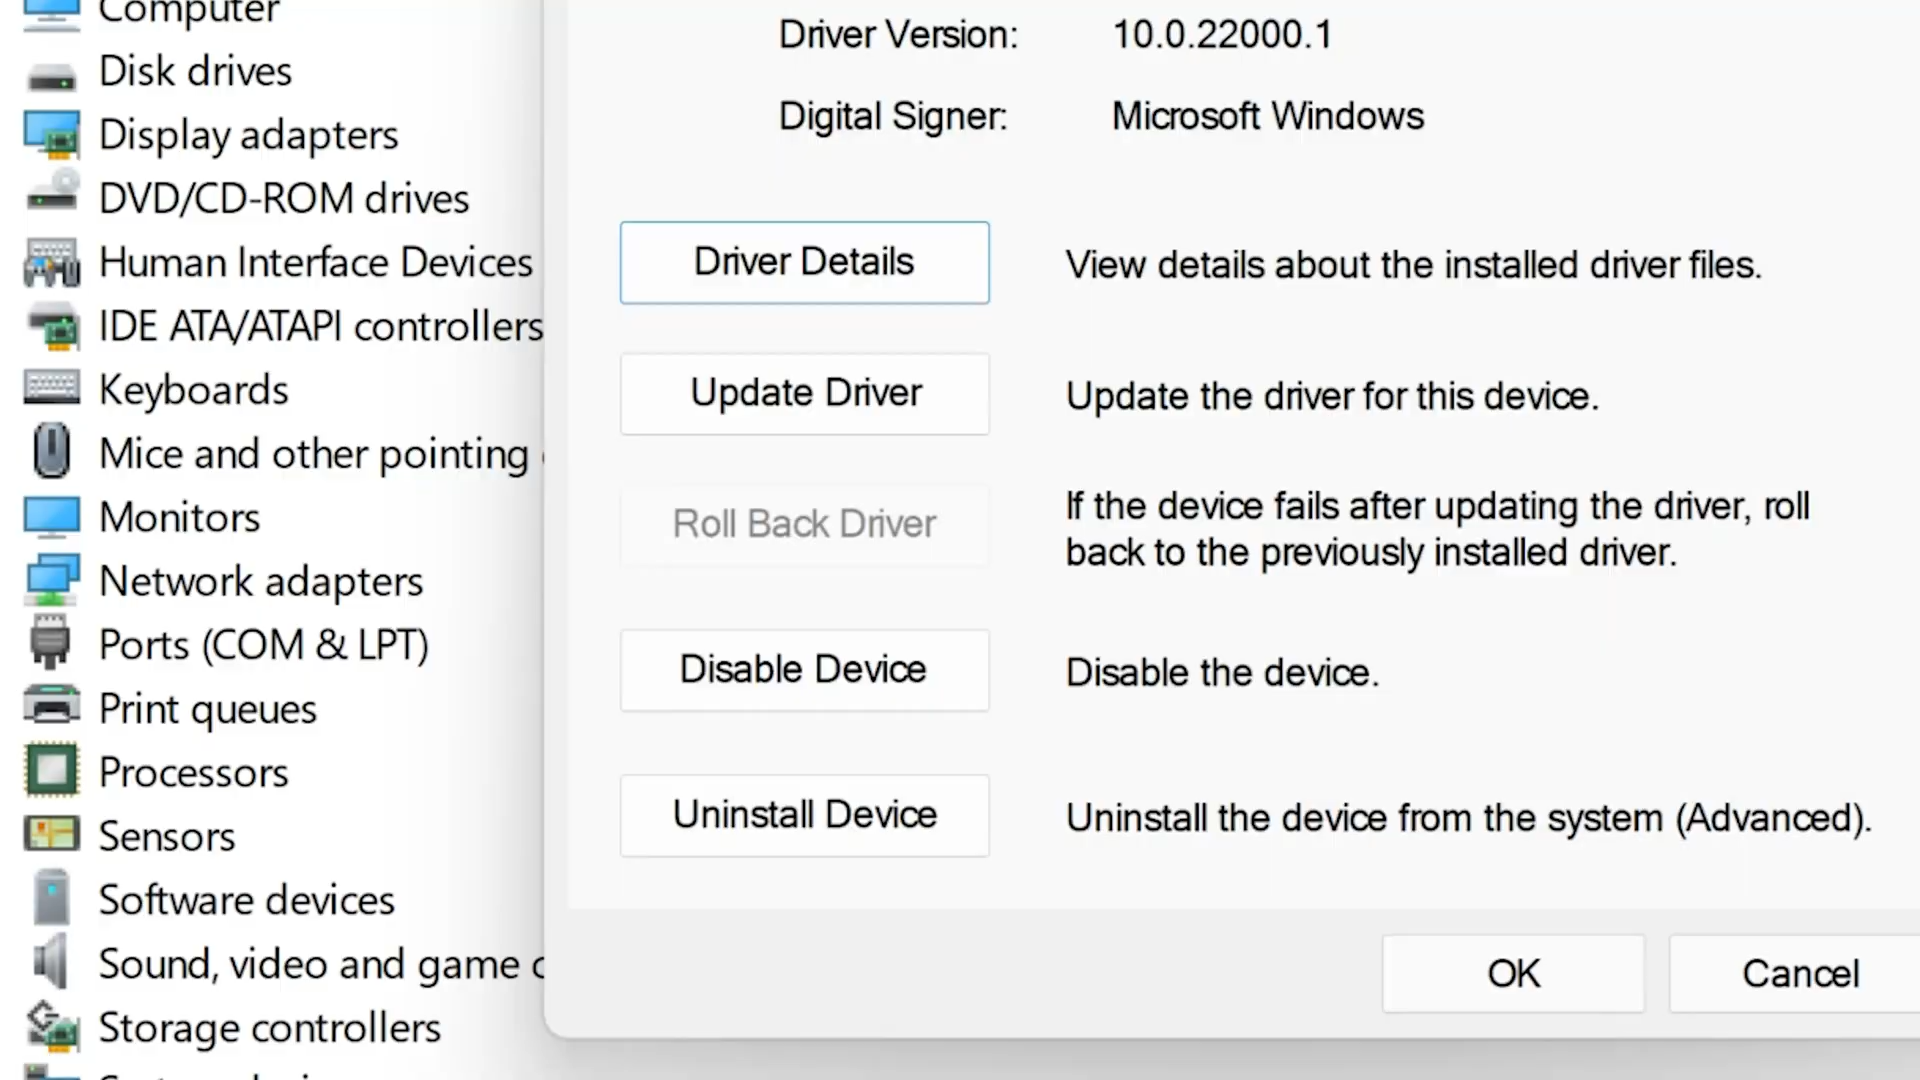 Computer
Disk drives
Display adapters
DVD/CD-ROM drives
Human Interface Devices
IDE ATA/ATAPI controllers
Keyboards
Mice and other pointing
Monitors
Network adapters
Ports (COM & LPT)
Print queues
Processors
Sensors
Software devices
Sound, video and game c
Storage controllers
Driver Version: 10.0.22000.1
Digital Signer: Microsoft Windows
Driver Details
View details about the installed driver files.
Update Driver
Update the driver for this device.
Roll Back Driver
If the device fails after updating the driver, roll
back to the previously installed driver.
Disable Device
Disable the device.
Uninstall Device
Uninstall the device from the system (Advanced).
OK
Cancel